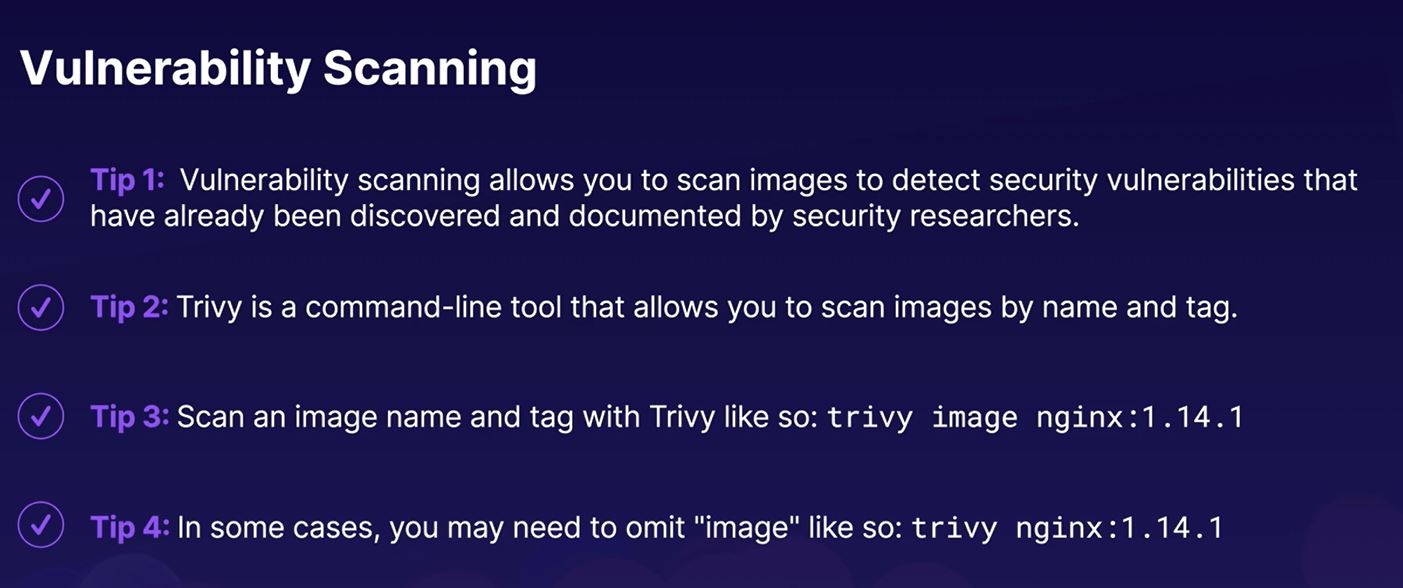 Vulnerability Scanning
Tip 1: Vulnerability scanning allows you to scan images to detect security vulnerabilities that
have already been discovered and documented by security researchers.
Tip 2: Trivy is a command-line tool that allows you to scan images by name and tag.
Tip 3: Scan an image name and tag with Trivy like so: trivy image nginx:1.14.1
Tip 4: In some cases, you may need to omit "image" like so: trivy nginx:1.14.1